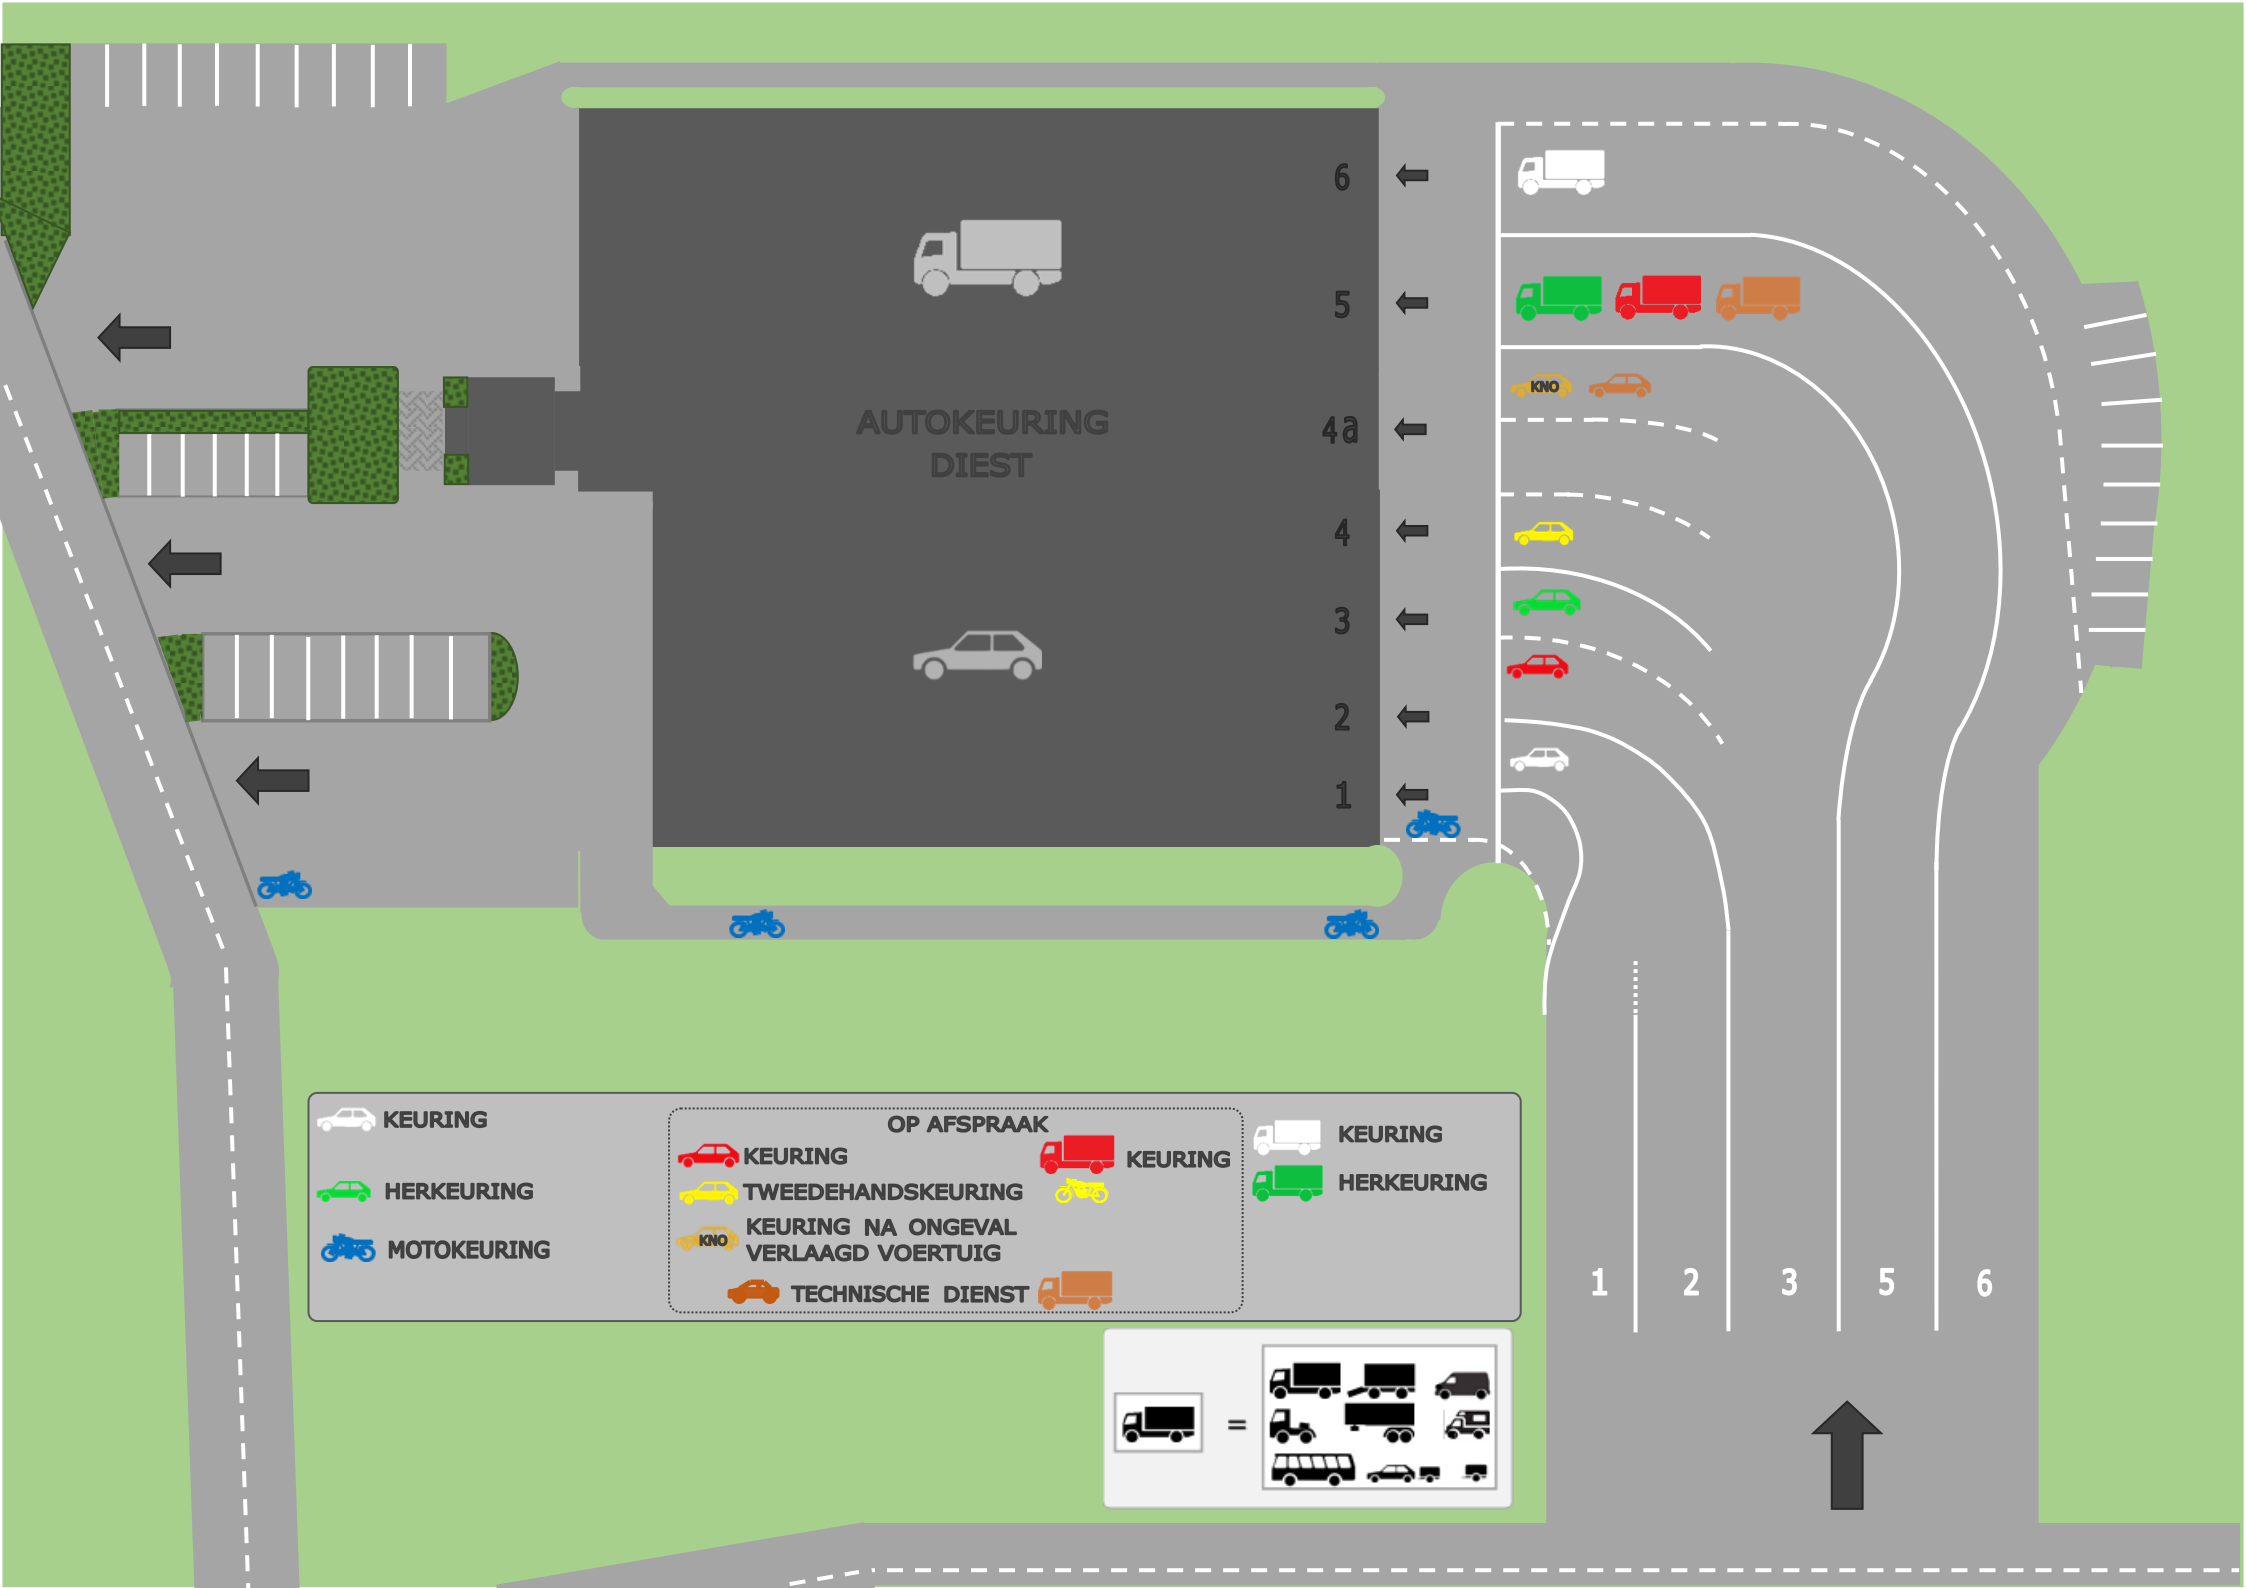 6
5
KNO
AUTOKEURING
DIEST
4a
4
3
2
1
KEURING
HERKEURING
MOTOKEURING
OP AFSPRAAK
KEURING
KEURING
TWEEDEHANDSKEURING
KNO
KEURING NA ONGEVAL
VERLAAGD VOERTUIG
TECHNISCHE DIENST
KEURING
HERKEURING
1 2 3 5 6
=